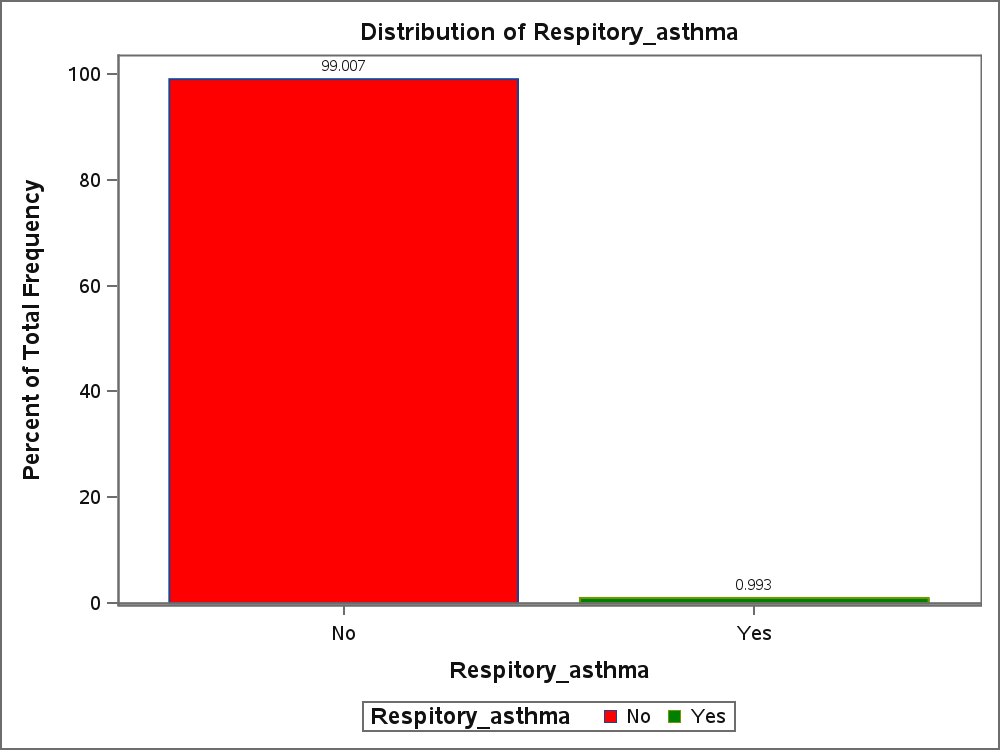 Distribution of Respitory_asthma
99.007
100
80
60
40
20
0
Percent of Total Frequency
0.993
No
Yes
Respitory_asthma
Respitory_asthma No Yes